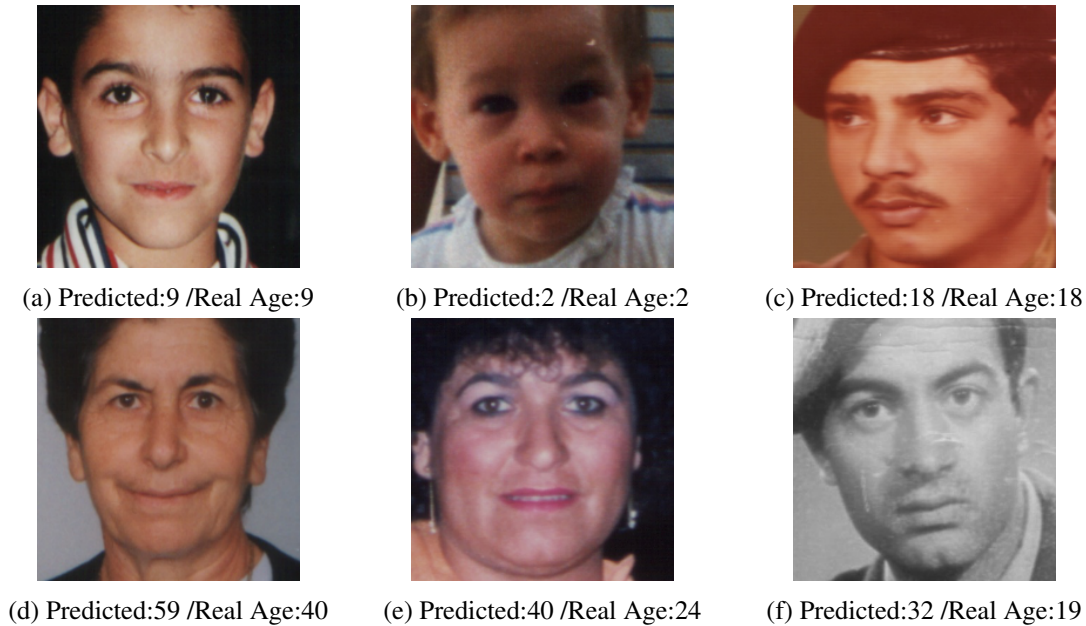 (a) Predicted:9 /Real Age:9
(b) Predicted:2 /Real Age:2
(c) Predicted:18 /Real Age:18
(d) Predicted:59 /Real Age:40
(e) Predicted:40 /Real Age:24
(f) Predicted:32 /Real Age:19